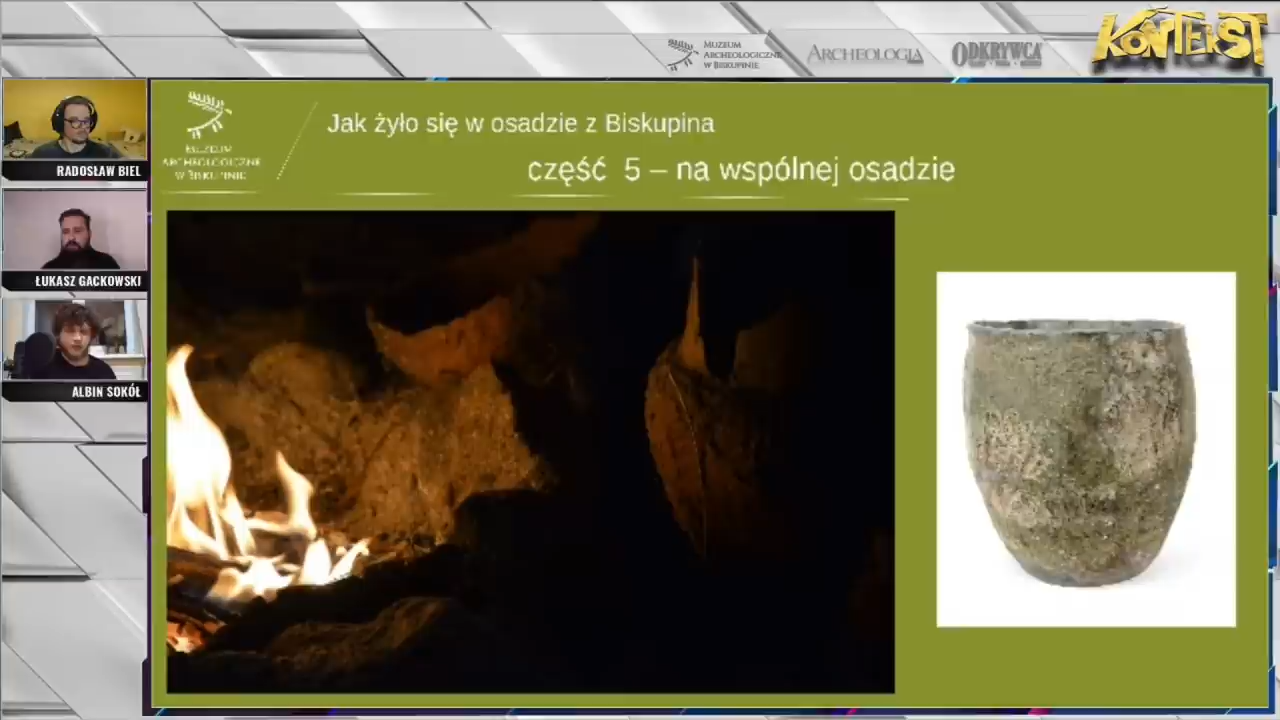 KONTEKST
MUZEUM
ARCHEOLOGICZNE
W BISKUPINIE
ARCHEOLOGIA
ODKRYWCA
RADOSŁAW BIEL
ŁUKASZ GACKOWSKI
ALBIN SOKÓŁ
MUZEUM
ARCHEOLOGICZNE
W BISKUPINIE
Jak żyło się w osadzie z Biskupina
część 5 – na wspólnej osadzie